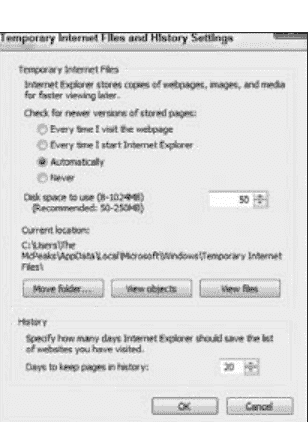 Temporary Internet Files and History Settings
Temporary Internet Files
Internet Explorer stores copies of webpages, images, and media
for faster viewing later.
Check for newer versions of stored pages:
Every time I visit the webpage
Every time I start Internet Explorer
Automatically
Never
Disk space to use (8-1024MB)
(Recommended: 50-250MB)
50
Current location:
C:\Users\The
McPeaks\AppData\Local\Microsoft\Windows\Temporary Internet
Files\
Move folder...
View objects
View files
History
Specify how many days Internet Explorer should save the list
of websites you have visited.
Days to keep pages in history:
20
OK
Cancel